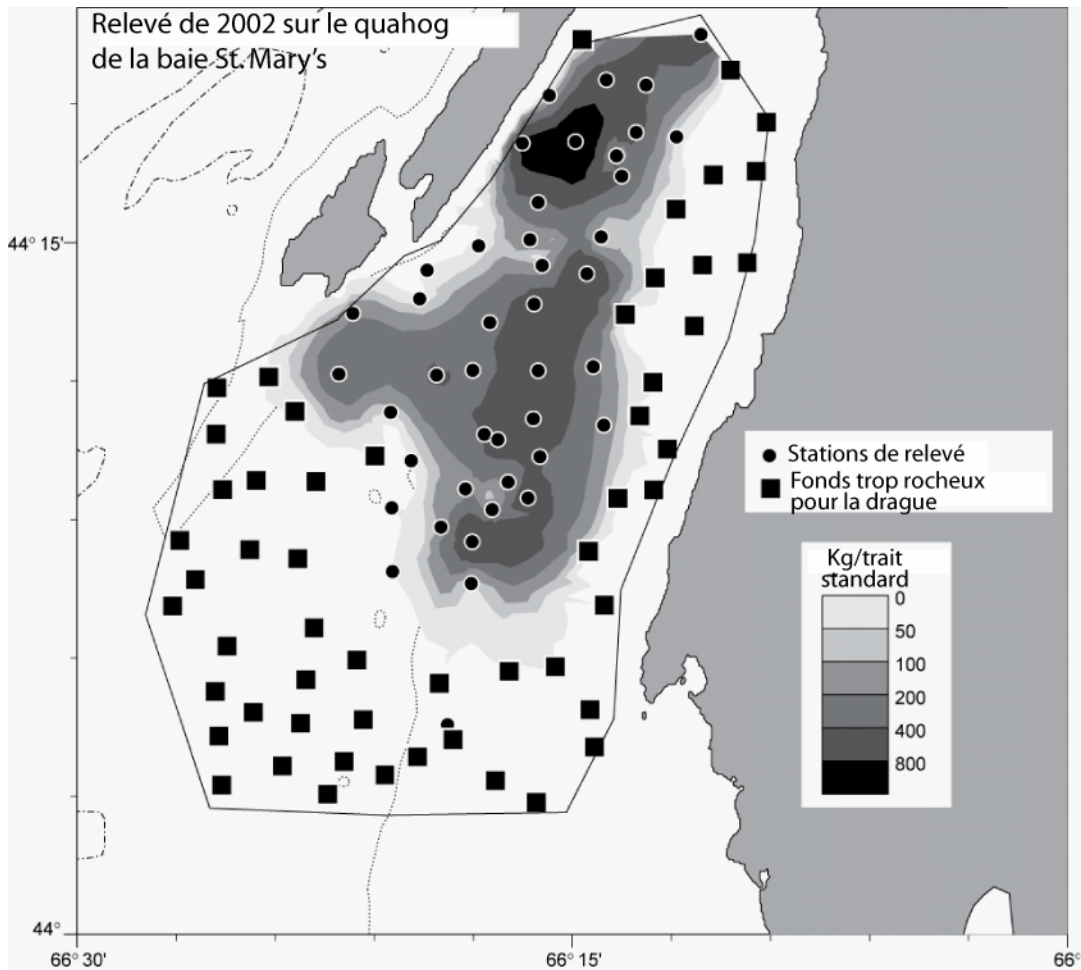 Relevé de 2002 sur le quahog
de la baie St. Mary's
44° 15'
Stations de relevé
Fonds trop rocheux
pour la drague
Kg/trait
standard
0
50
100
200
400
800
44°
66° 30'
66° 15'
66°